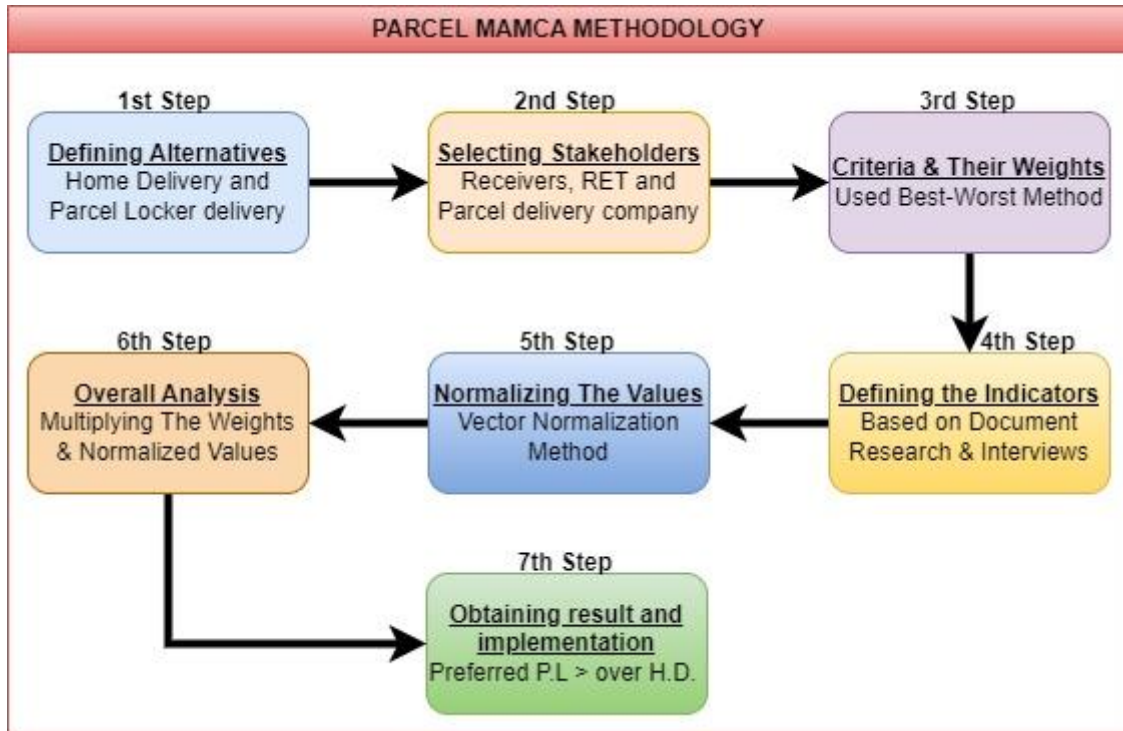 PARCEL MAMCA METHODOLOGY
1st Step
Defining Alternatives
Home Delivery and
Parcel Locker delivery
2nd Step
Selecting Stakeholders
Receivers, RET and
Parcel delivery company
3rd Step
Criteria & Their Weights
Used Best-Worst Method
4th Step
Defining the Indicators
Based on Document
Research & Interviews
5th Step
Normalizing The Values
Vector Normalization
Method
6th Step
Overall Analysis
Multiplying The Weights
& Normalized Values
7th Step
Obtaining result and
implementation
Preferred P.L > over H.D.